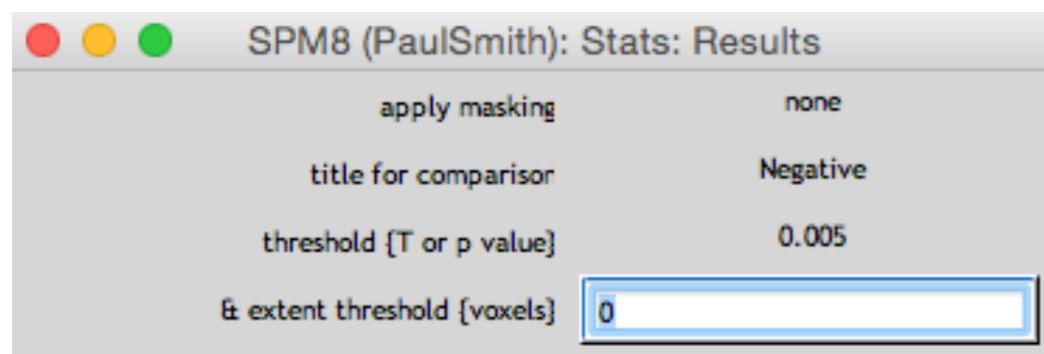 SPM8 (PaulSmith): Stats: Results
apply masking none
title for comparison Negative
threshold {T or p value} 0.005
& extent threshold {voxels} 0